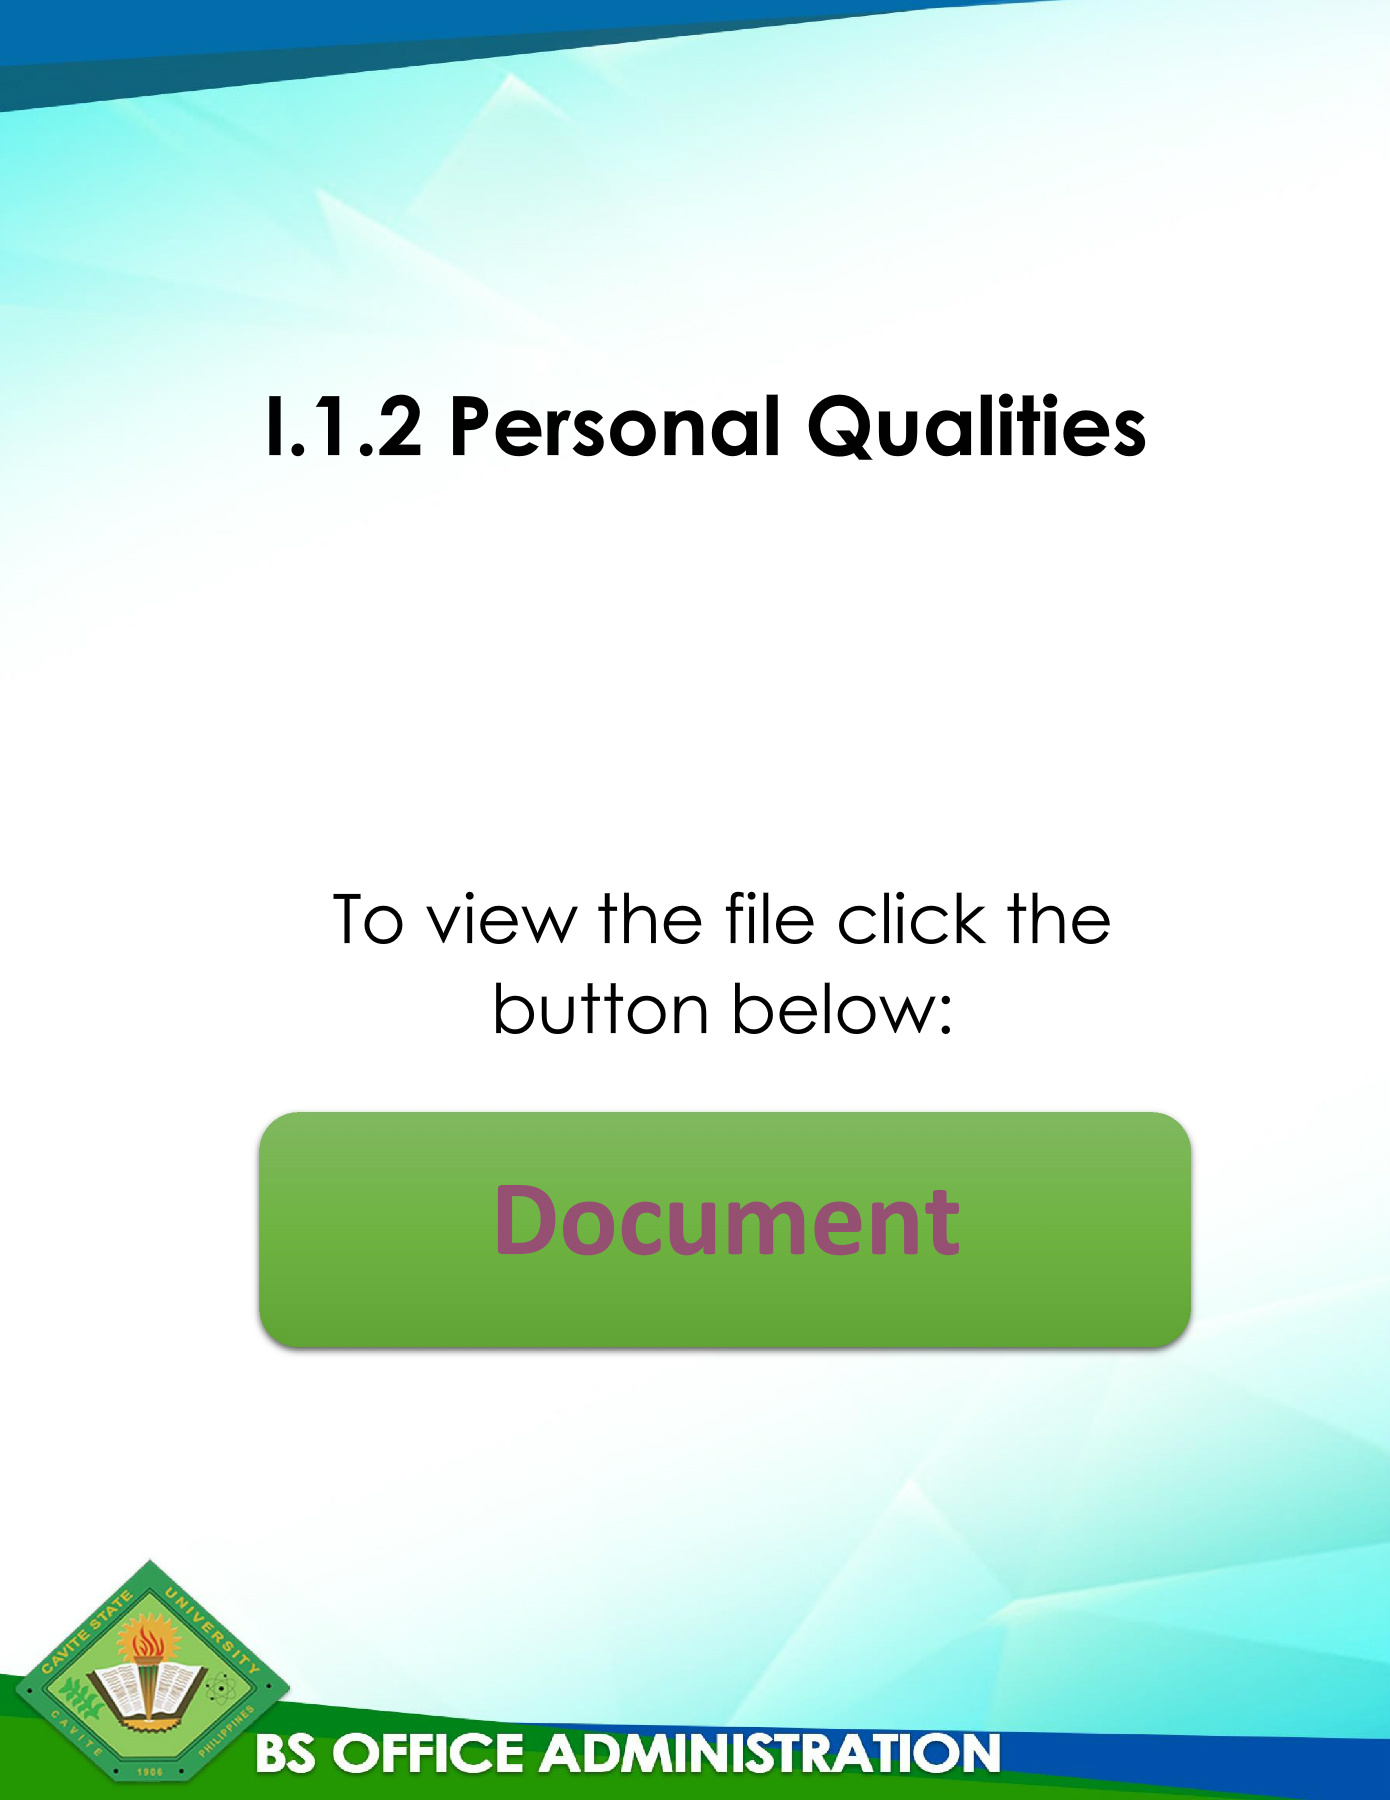 I.1.2 Personal Qualities
To view the file click the
button below:
Document
CAVITE STATE UNIVERSITY
CAVITE PHILIPPINES
1906
BS OFFICE ADMINISTRATION